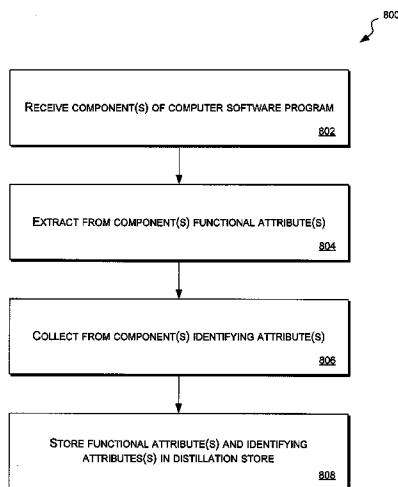 800
RECEIVE COMPONENT(S) OF COMPUTER SOFTWARE PROGRAM
802
EXTRACT FROM COMPONENT(S) FUNCTIONAL ATTRIBUTE(S)
804
COLLECT FROM COMPONENT(S) IDENTIFYING ATTRIBUTE(S)
806
STORE FUNCTIONAL ATTRIBUTE(S) AND IDENTIFYING
ATTRIBUTES(S) IN DISTILLATION STORE
808